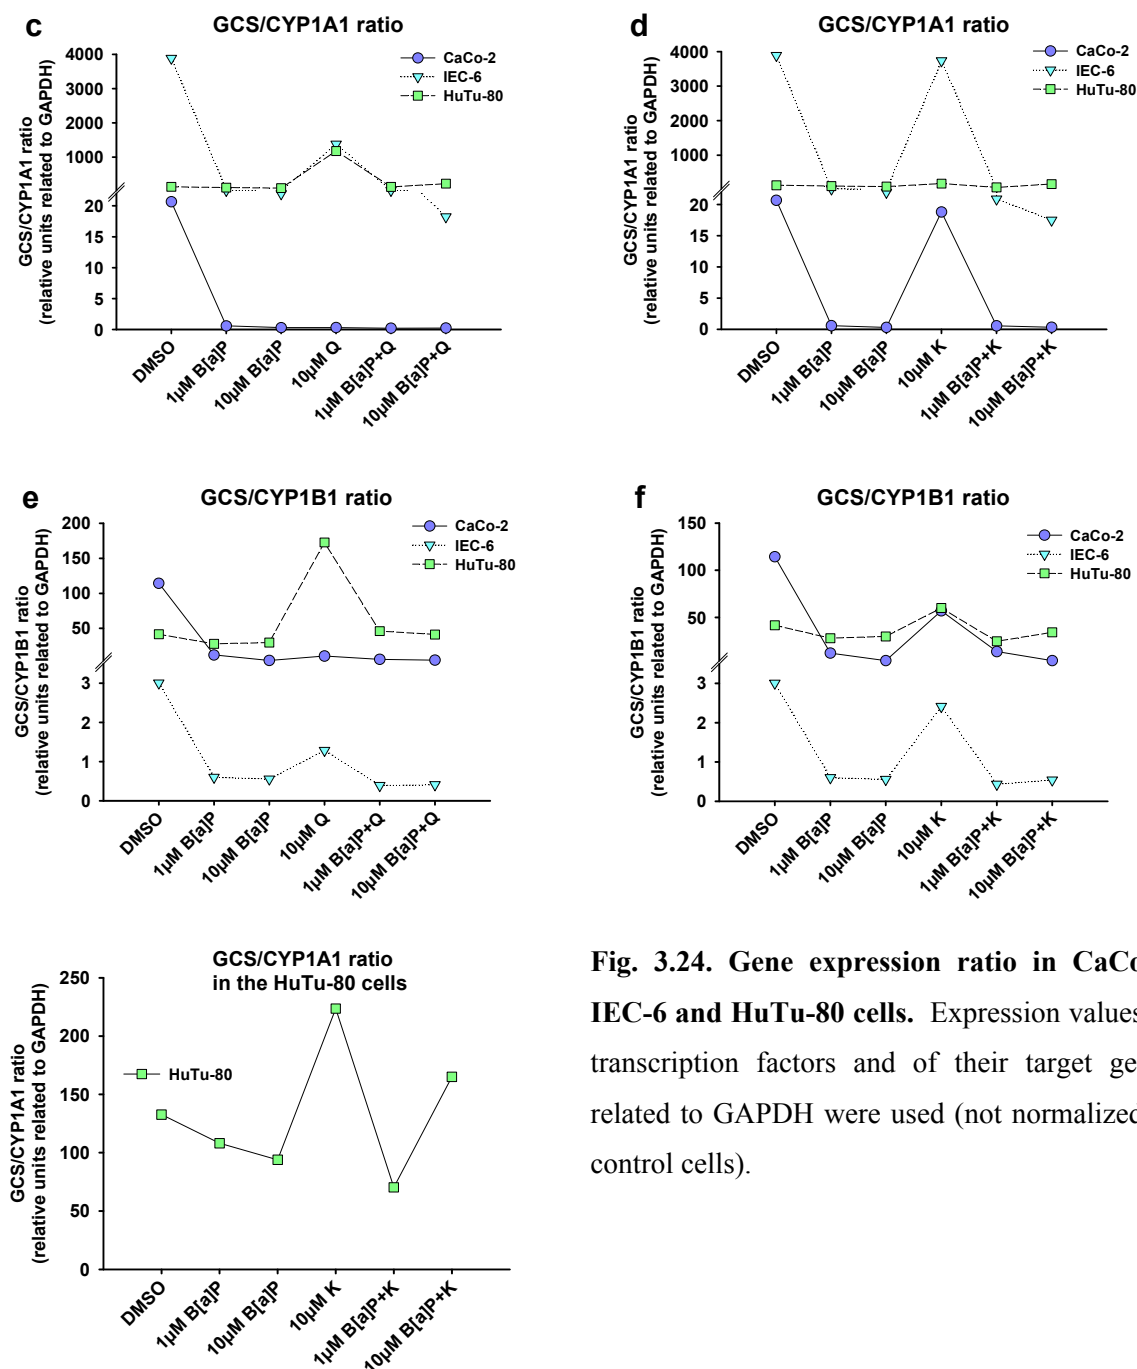 c
GCS/CYP1A1 ratio
CaCo-2
IEC-6
HuTu-80
GCS/CYP1A1 ratio
(relative units related to GAPDH)
4000
3000
2000
1000
20
15
10
5
0
DMSO
1µM B[a]P
10µM B[a]P
10µM Q
1µM B[a]P+Q
10µM B[a]P+Q
d
GCS/CYP1A1 ratio
CaCo-2
IEC-6
HuTu-80
GCS/CYP1A1 ratio
(relative units related to GAPDH)
4000
3000
2000
1000
20
15
10
5
0
DMSO
1µM B[a]P
10µM B[a]P
10µM K
1µM B[a]P+K
10µM B[a]P+K
e
GCS/CYP1B1 ratio
CaCo-2
IEC-6
HuTu-80
GCS/CYP1B1 ratio
(relative units related to GAPDH)
200
150
100
50
3
2
1
0
DMSO
1µM B[a]P
10µM B[a]P
10µM Q
1µM B[a]P+Q
10µM B[a]P+Q
f
GCS/CYP1B1 ratio
CaCo-2
IEC-6
HuTu-80
GCS/CYP1B1 ratio
(relative units related to GAPDH)
150
100
50
3
2
1
0
DMSO
1µM B[a]P
10µM B[a]P
10µM K
1µM B[a]P+K
10µM B[a]P+K
GCS/CYP1A1 ratio
in the HuTu-80 cells
HuTu-80
GCS/CYP1A1 ratio
(relative units related to GAPDH)
250
200
150
100
50
0
DMSO
1µM B[a]P
10µM B[a]P
10µM K
1µM B[a]P+K
10µM B[a]P+K
Fig. 3.24. Gene expression ratio in CaCo
IEC-6 and HuTu-80 cells. Expression values
transcription factors and of their target ge
related to GAPDH were used (not normalized
control cells).